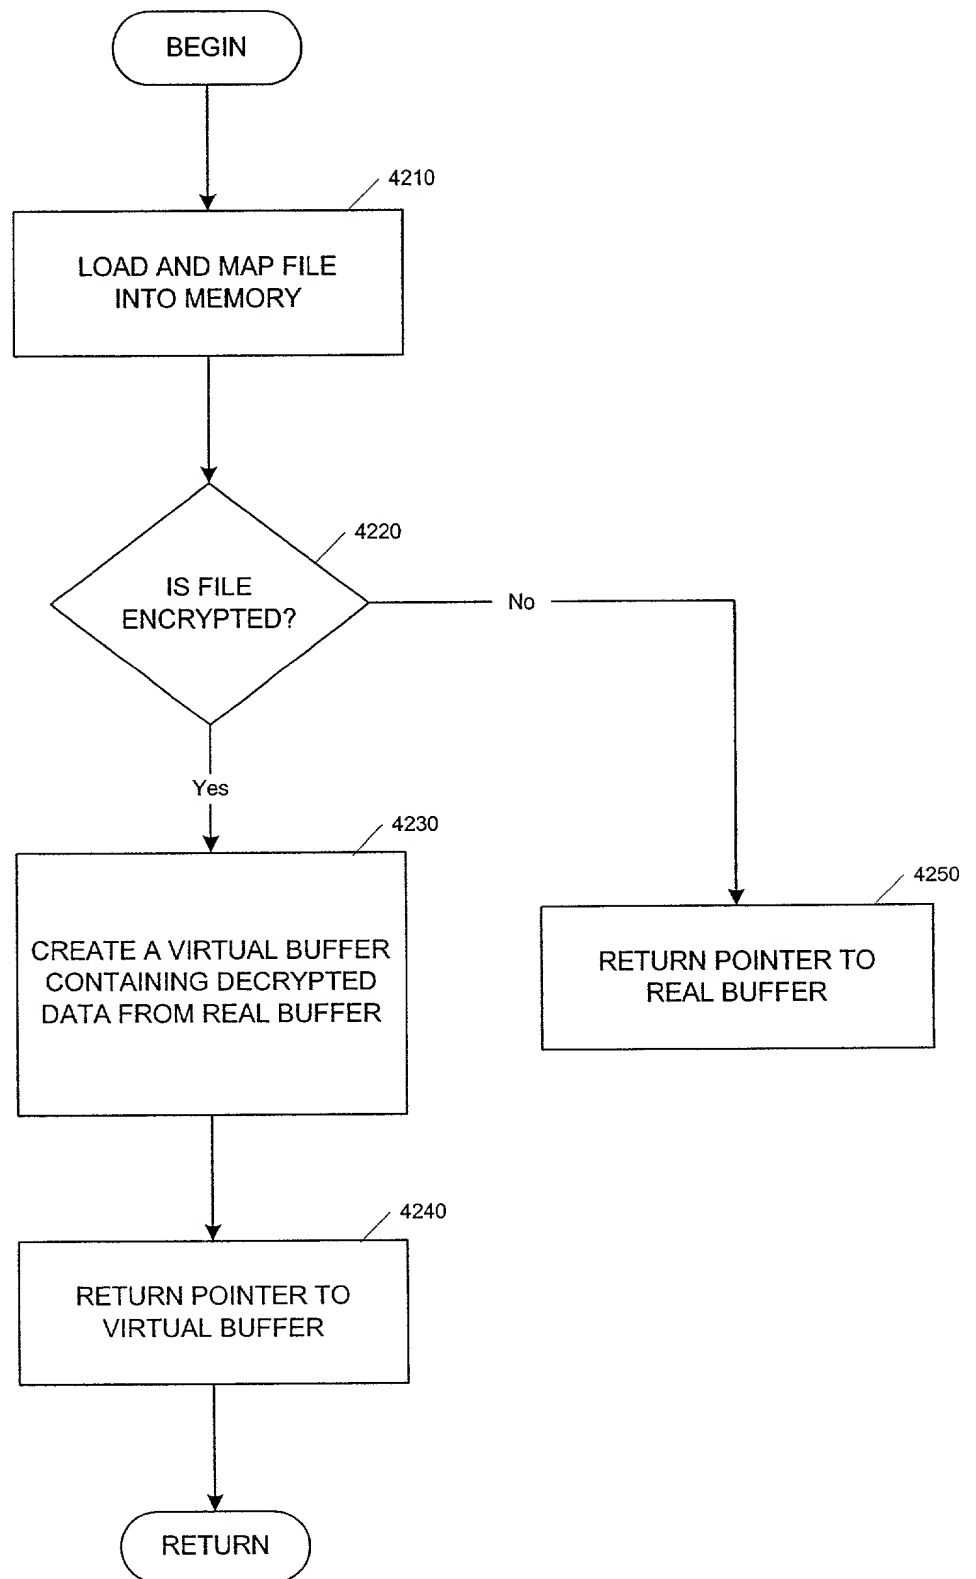 BEGIN
4210
LOAD AND MAP FILE
INTO MEMORY
4220
IS FILE
ENCRYPTED?
No
Yes
4230
CREATE A VIRTUAL BUFFER
CONTAINING DECRYPTED
DATA FROM REAL BUFFER
4250
RETURN POINTER TO
REAL BUFFER
4240
RETURN POINTER TO
VIRTUAL BUFFER
RETURN